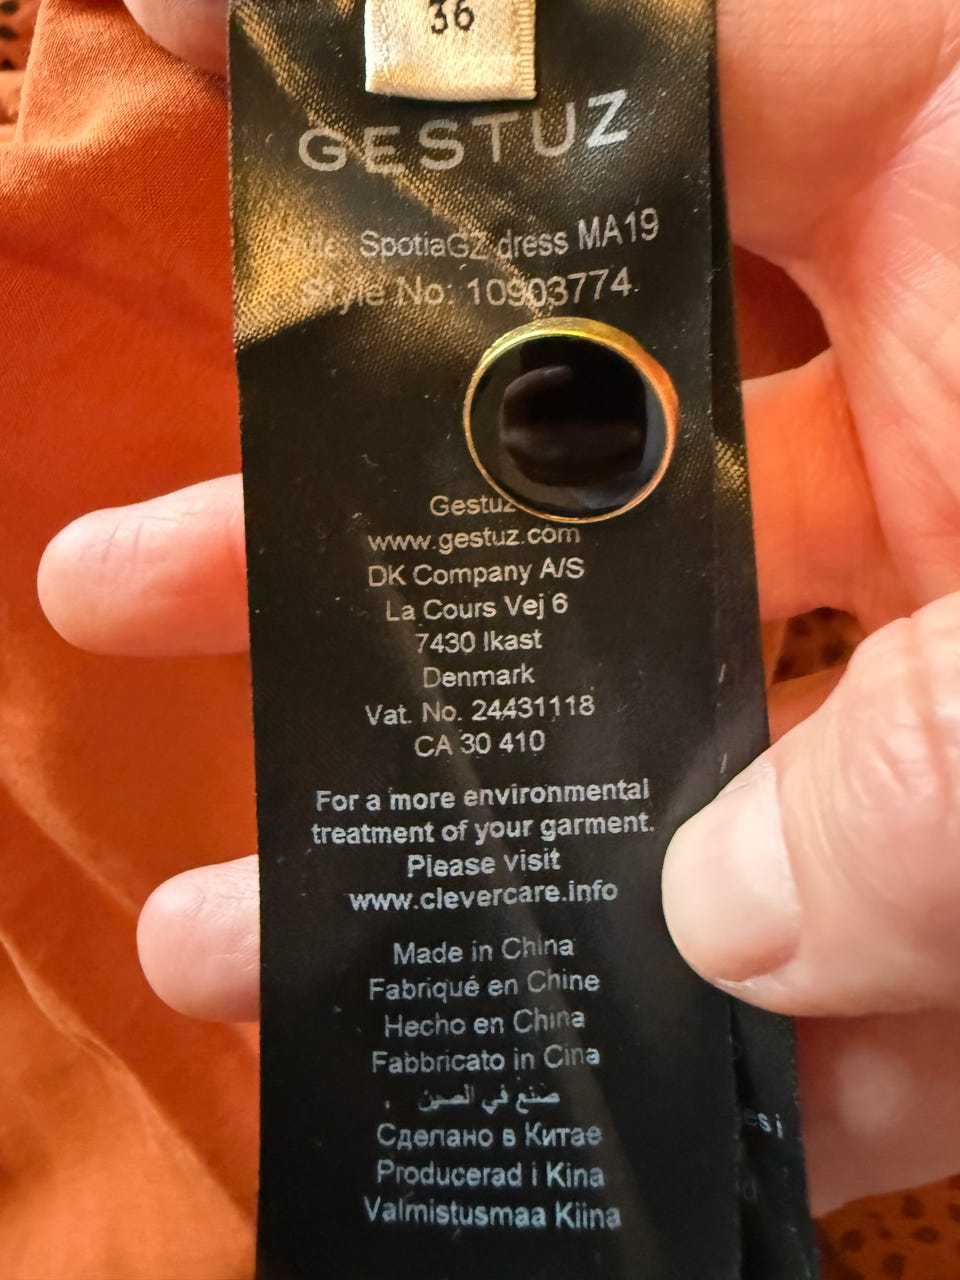 36
GESTUZ
Style: SpotiaGZ dress MA19
Style No: 10903774
Gestuz
www.gestuz.com
DK Company A/S
La Cours Vej 6
7430 Ikast
Denmark
Vat. No. 24431118
CA 30 410
For a more environmental
treatment of your garment.
Please visit
www.clevercare.info
Made in China
Fabriqué en Chine
Hecho en China
Fabbricato in Cina
صنع في الصين
Сделано в Китае
Producerad i Kina
Valmistusmaa Kiina